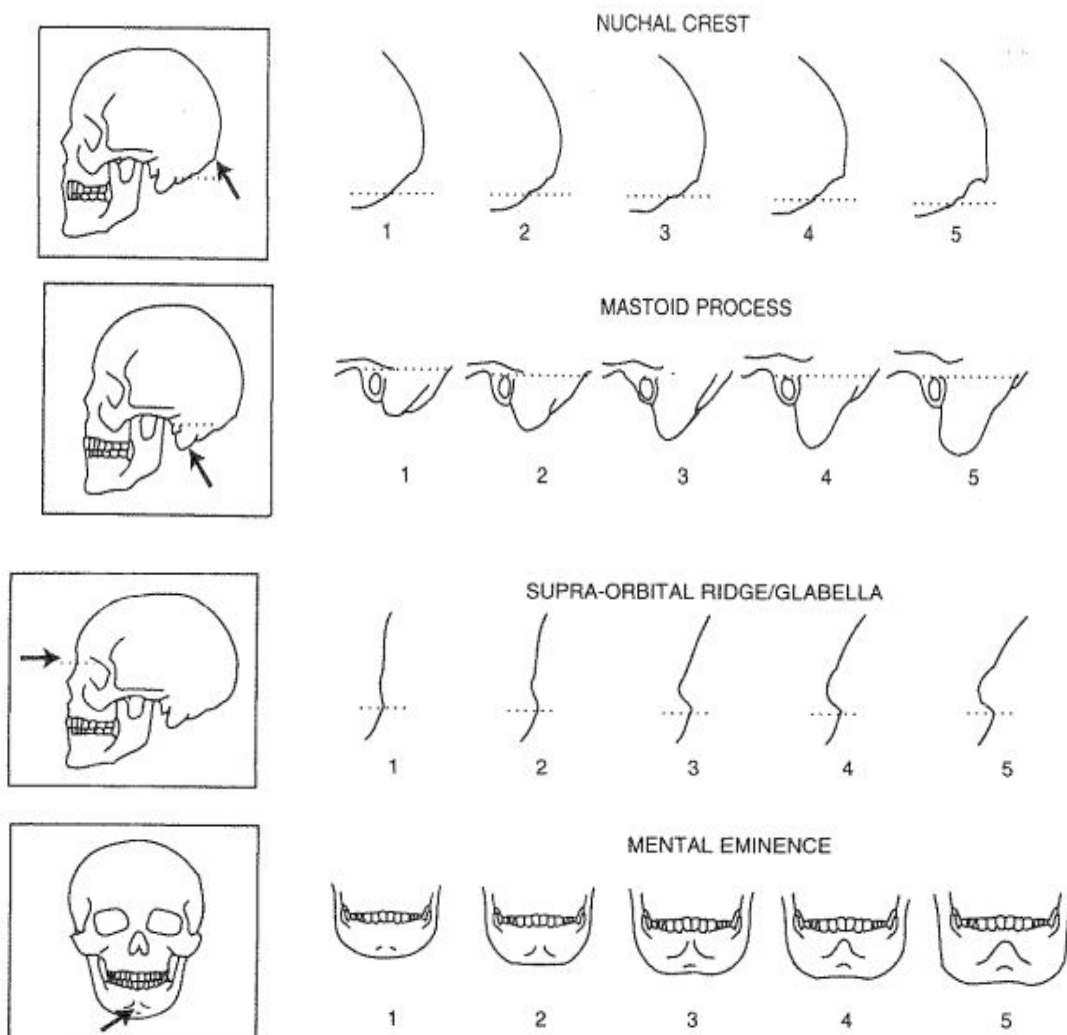 NUCHAL CREST
1 2 3 4 5
MASTOID PROCESS
1 2 3 4 5
SUPRA-ORBITAL RIDGE/GLABELLA
1 2 3 4 5
MENTAL EMINENCE
1 2 3 4 5